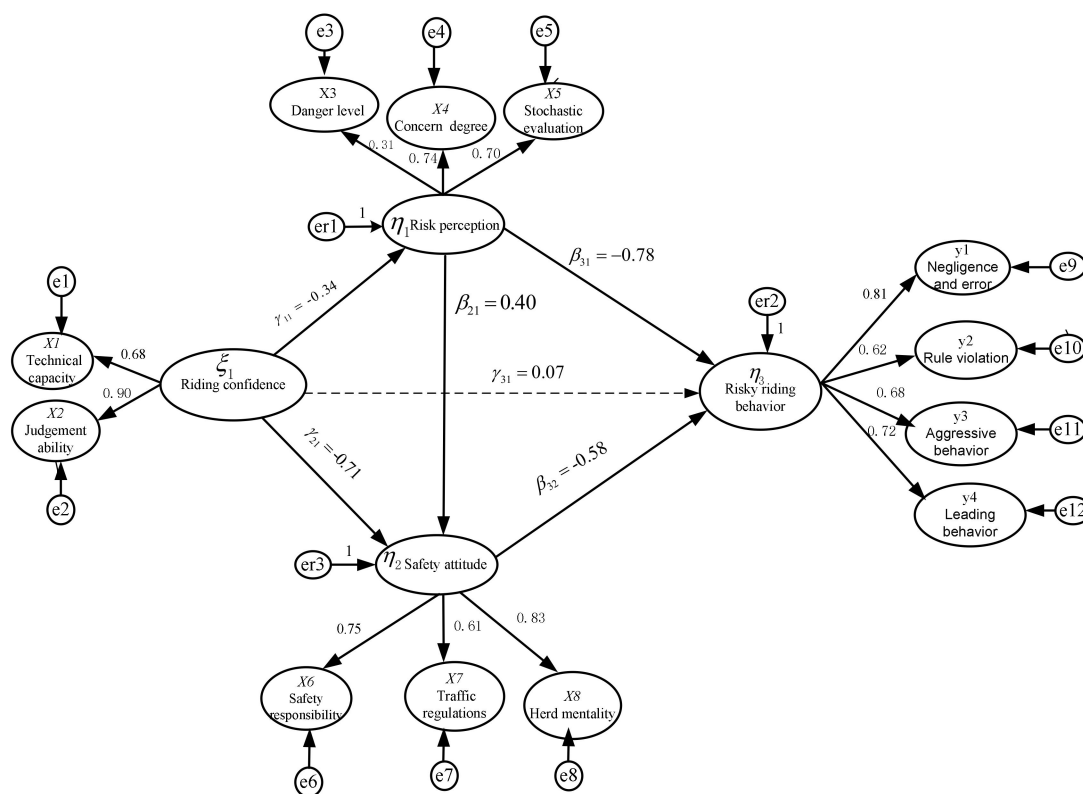 e3
e4
e5
X3
Danger level
X4
Concern degree
X5
Stochastic
evaluation
0.31
0.74
0.70
er1
1
η1 Risk perception
β31 = −0.78
γ11 = -0.34
β21 = 0.40
e1
X1
Technical
capacity
0.68
X2
Judgement
ability
0.90
e2
ξ1
Riding confidence
γ31 = 0.07
γ21 = -0.71
β32 = -0.58
er2
1
η3
Risky riding
behavior
y1
Negligence
and error
e9
0.81
y2
Rule violation
e10
0.62
y3
Aggressive
behavior
e11
0.68
y4
Leading
behavior
e12
0.72
er3
1
η2 Safety attitude
0.75
0.61
0.83
X6
Safety
responsibility
X7
Traffic
regulations
X8
Herd mentality
e6
e7
e8